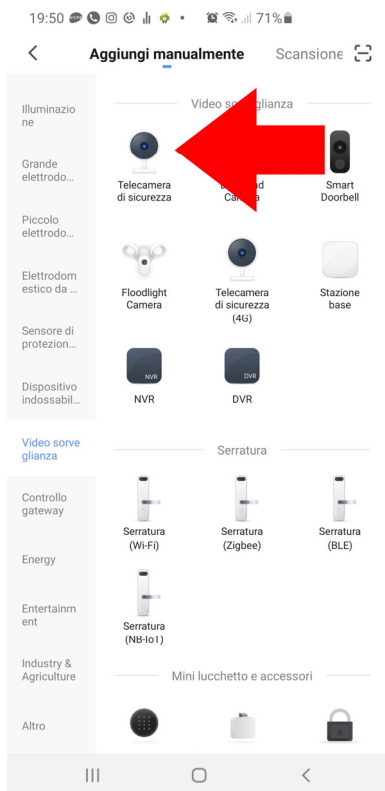 19:50
71%
Aggiungi manualmente
Scansione
Illuminazio
ne
Grande
elettrodo...
Piccolo
elettrodo...
Elettrodom
estico da ...
Sensore di
protezion...
Dispositivo
indossabil...
Video sorve
glianza
Controllo
gateway
Energy
Entertainm
ent
Industry &
Agriculture
Altro
Video sorveglianza
Telecamera
di sicurezza
Smart
Doorbell
Floodlight
Camera
Telecamera
di sicurezza
(4G)
Stazione
base
NVR
NVR
DVR
DVR
Serratura
Serratura
(Wi-Fi)
Serratura
(Zigbee)
Serratura
(BLE)
Serratura
(NB-IoT)
Mini lucchetto e accessori